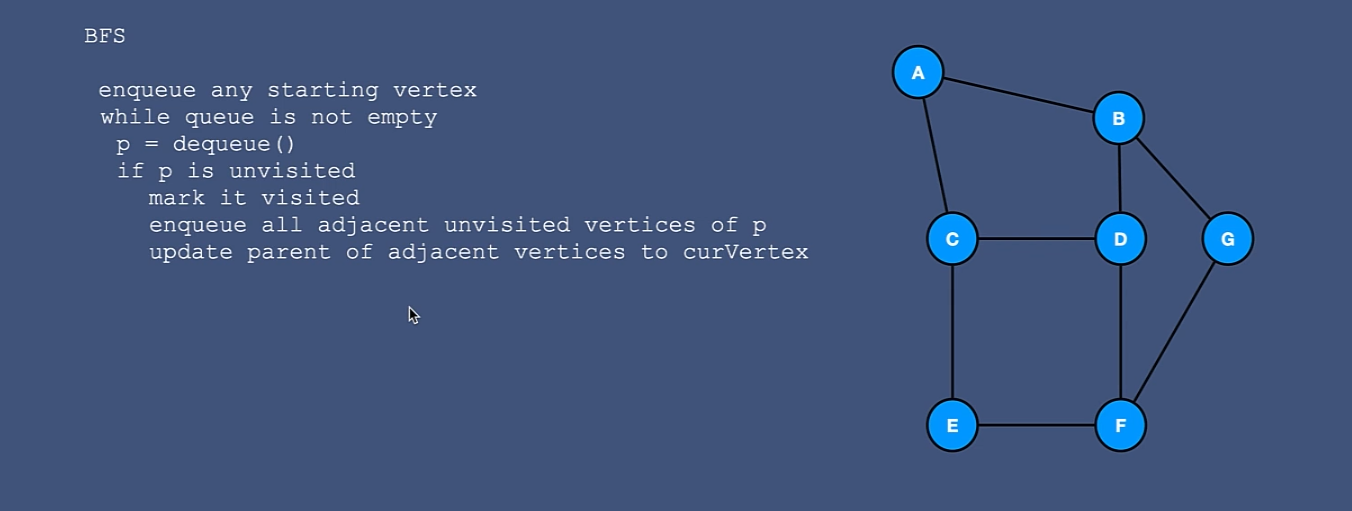 BFS
enqueue any starting vertex
while queue is not empty
p = dequeue()
if p is unvisited
mark it visited
enqueue all adjacent unvisited vertices of p
update parent of adjacent vertices to curVertex
A
B
C
D
G
E
F